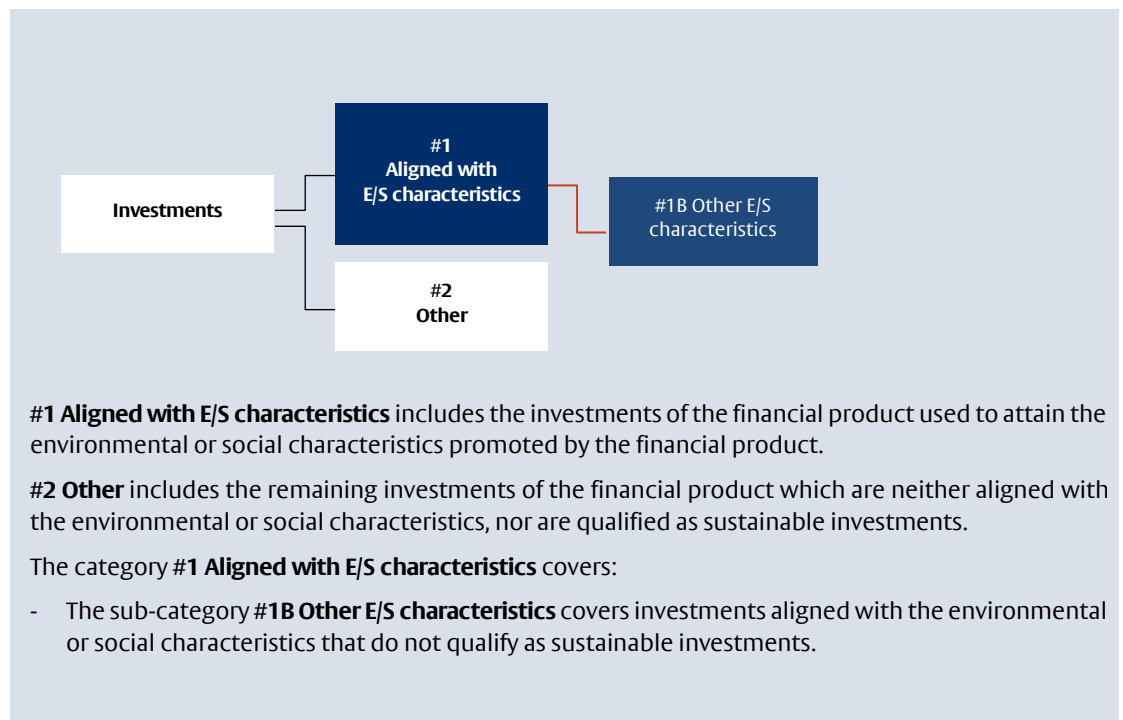 #1
Aligned with
E/S characteristics
Investments
#1B Other E/S
characteristics
#2
Other
#1 Aligned with E/S characteristics includes the investments of the financial product used to attain the
environmental or social characteristics promoted by the financial product.
#2 Other includes the remaining investments of the financial product which are neither aligned with
the environmental or social characteristics, nor are qualified as sustainable investments.
The category #1 Aligned with E/S characteristics covers:
- The sub-category #1B Other E/S characteristics covers investments aligned with the environmental
or social characteristics that do not qualify as sustainable investments.